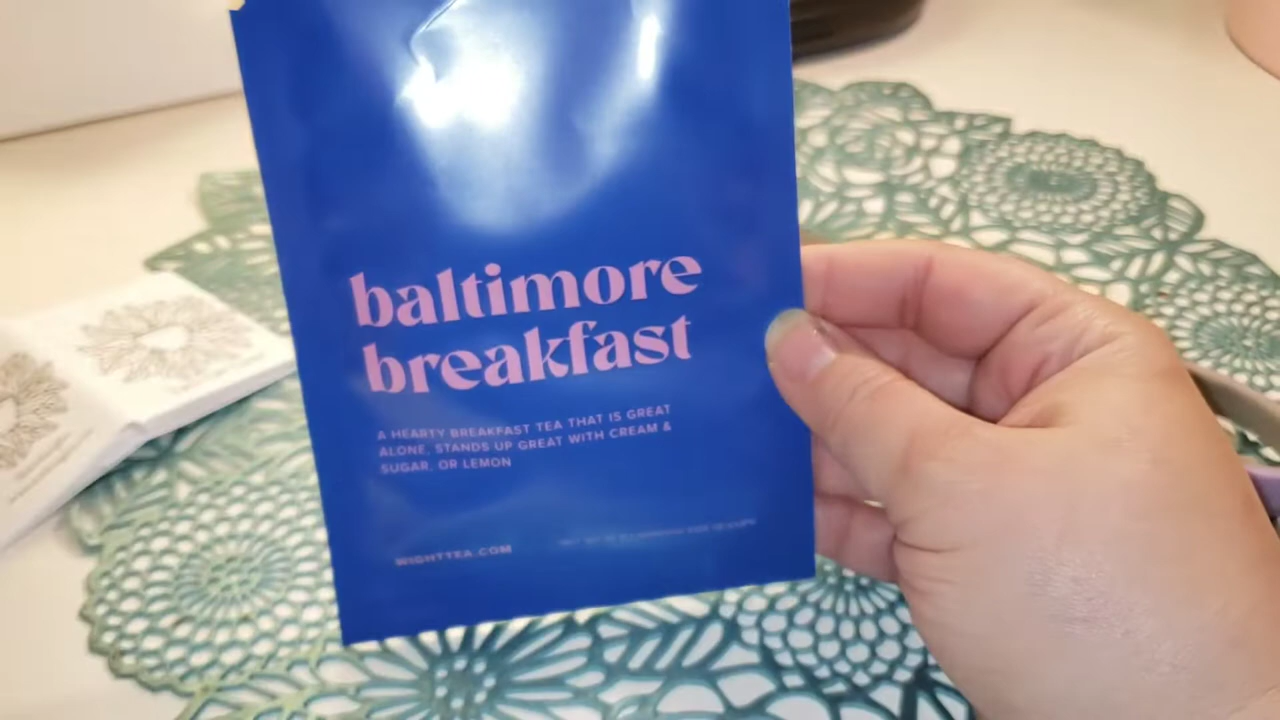 baltimore
breakfast
A HEARTY BREAKFAST TEA THAT IS GREAT
ALONE, STANDS UP GREAT WITH CREAM &
SUGAR, OR LEMON
WIGHTTEA.COM